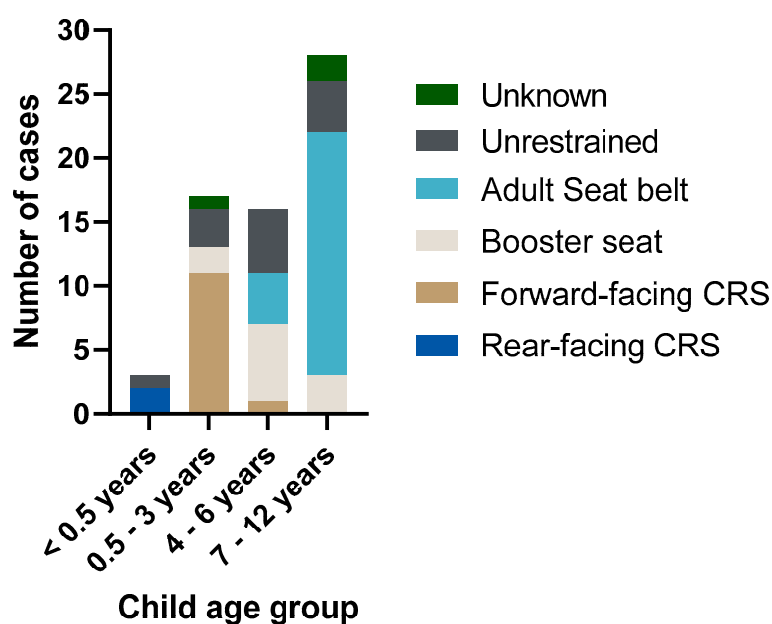 30
25
20
15
10
5
0
Number of cases
< 0.5 years
0.5 - 3 years
4 - 6 years
7 - 12 years
Child age group
Unknown
Unrestrained
Adult Seat belt
Booster seat
Forward-facing CRS
Rear-facing CRS